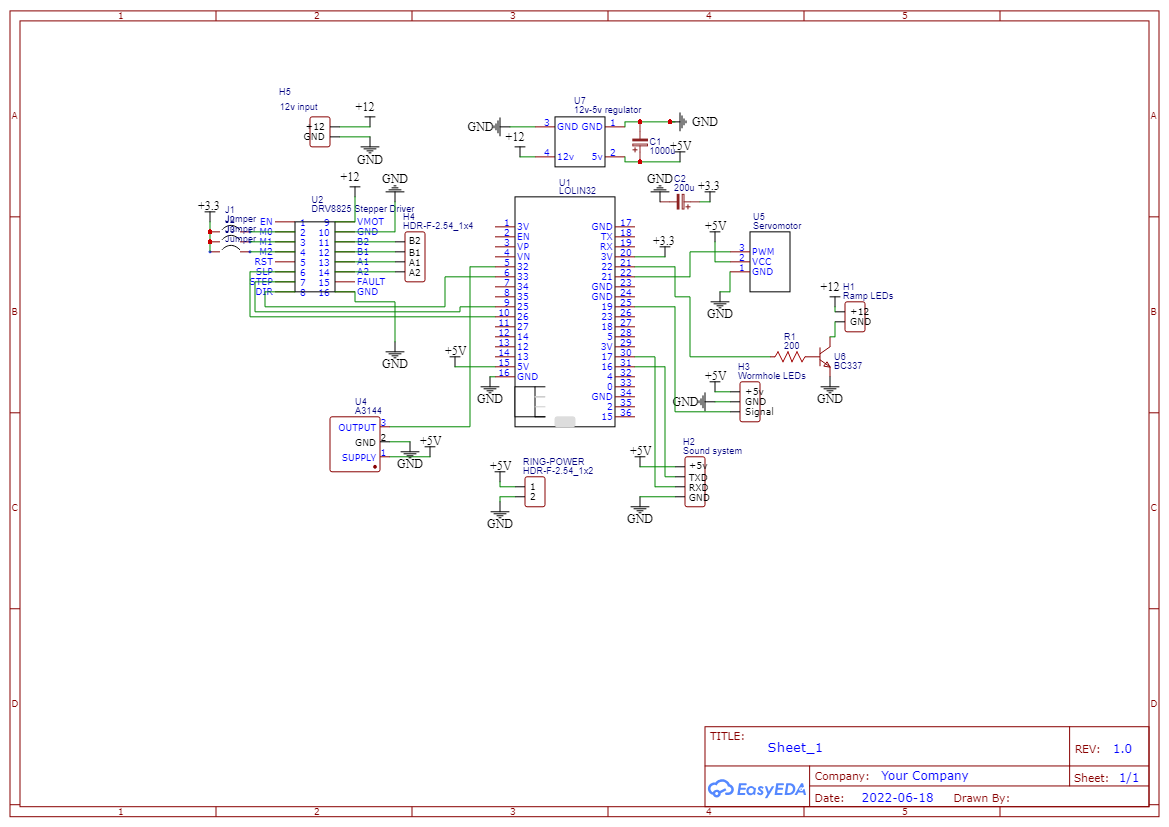 1 2 3 4 5
A A
B B
C C
D D
H5
12v input
+12
GND
+12
GND
U7
12v-5v regulator
GND 3 GND GND 1 GND
+12 4 12v 5v 2
C1
1000u
+5V
GND C2
200u
+3.3
+12
GND
U2
DRV8825 Stepper Driver
+3.3
J1
Jumper
Jumper
Jumper
EN 1 9 VMOT
M0 2 10 GND
M1 3 11 B2
M2 4 12 B1
RST 5 13 A1
SLP 6 14 A2
STEP 7 15 FAULT
DIR 8 16 GND
GND
H4
HDR-F-2.54_1x4
B2
B1
A1
A2
U1
LOLIN32
1 3V GND 17
2 EN TX 18
3 VP RX 19
4 VN 3V 20
5 32 22 21
6 33 21 22
7 34 GND 23
8 35 GND 24
9 25 19 25
10 26 23 26
11 27 18 27
12 14 5 28
13 12 3V 29
14 13 17 30
15 5V 16 31
16 GND 4 32
0 33
GND 34
2 35
15 36
+5V
GND
+3.3
+5V
U5
Servomotor
3 PWM
2 VCC
1 GND
GND
+12 H1
Ramp LEDs
+12
GND
R1
200
U6
BC337
GND
H3
Wormhole LEDs
+5V
GND
+5v
GND
Signal
U4
A3144
OUTPUT 3
GND 2
SUPPLY 1
+5V
GND
RING-POWER
HDR-F-2.54_1x2
+5V
1
2
GND
H2
Sound system
+5V
+5v
TXD
RXD
GND
GND
TITLE:
Sheet_1
REV: 1.0
EasyEDA
Company: Your Company
Sheet: 1/1
Date: 2022-06-18 Drawn By:
1 2 3 4 5